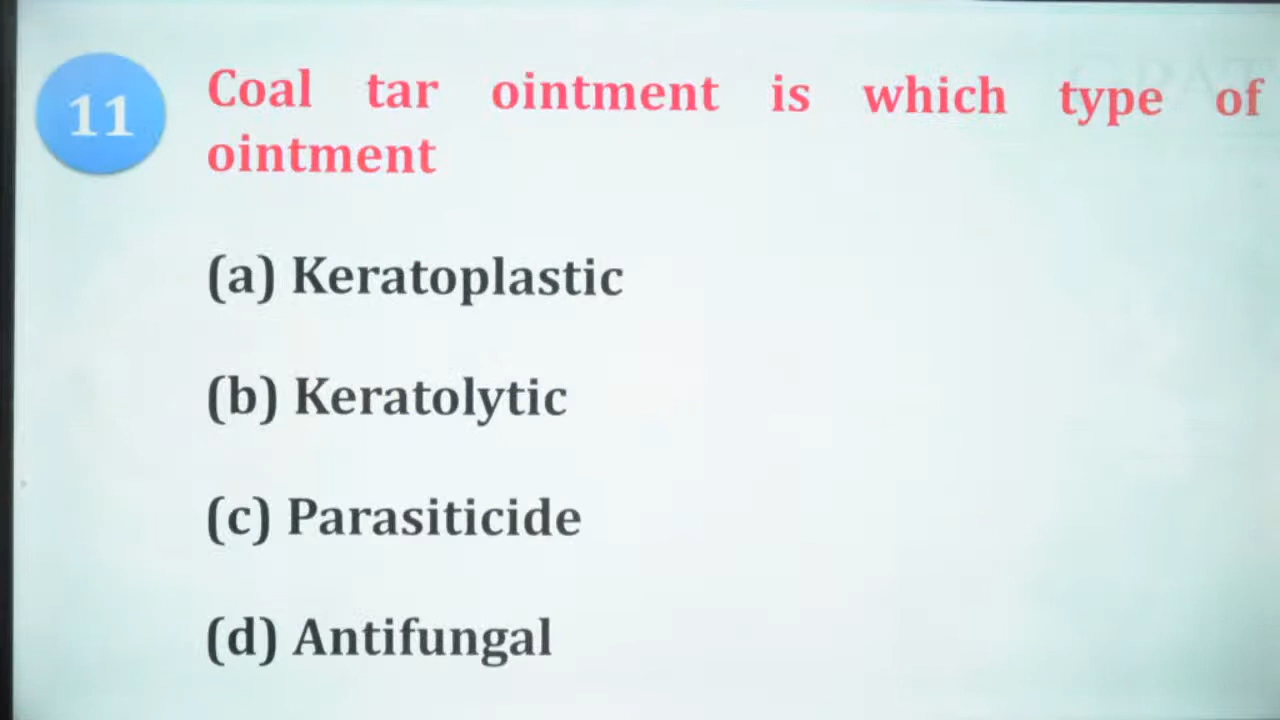 11
Coal tar ointment is which type of
ointment
(a) Keratoplastic
(b) Keratolytic
(c) Parasiticide
(d) Antifungal